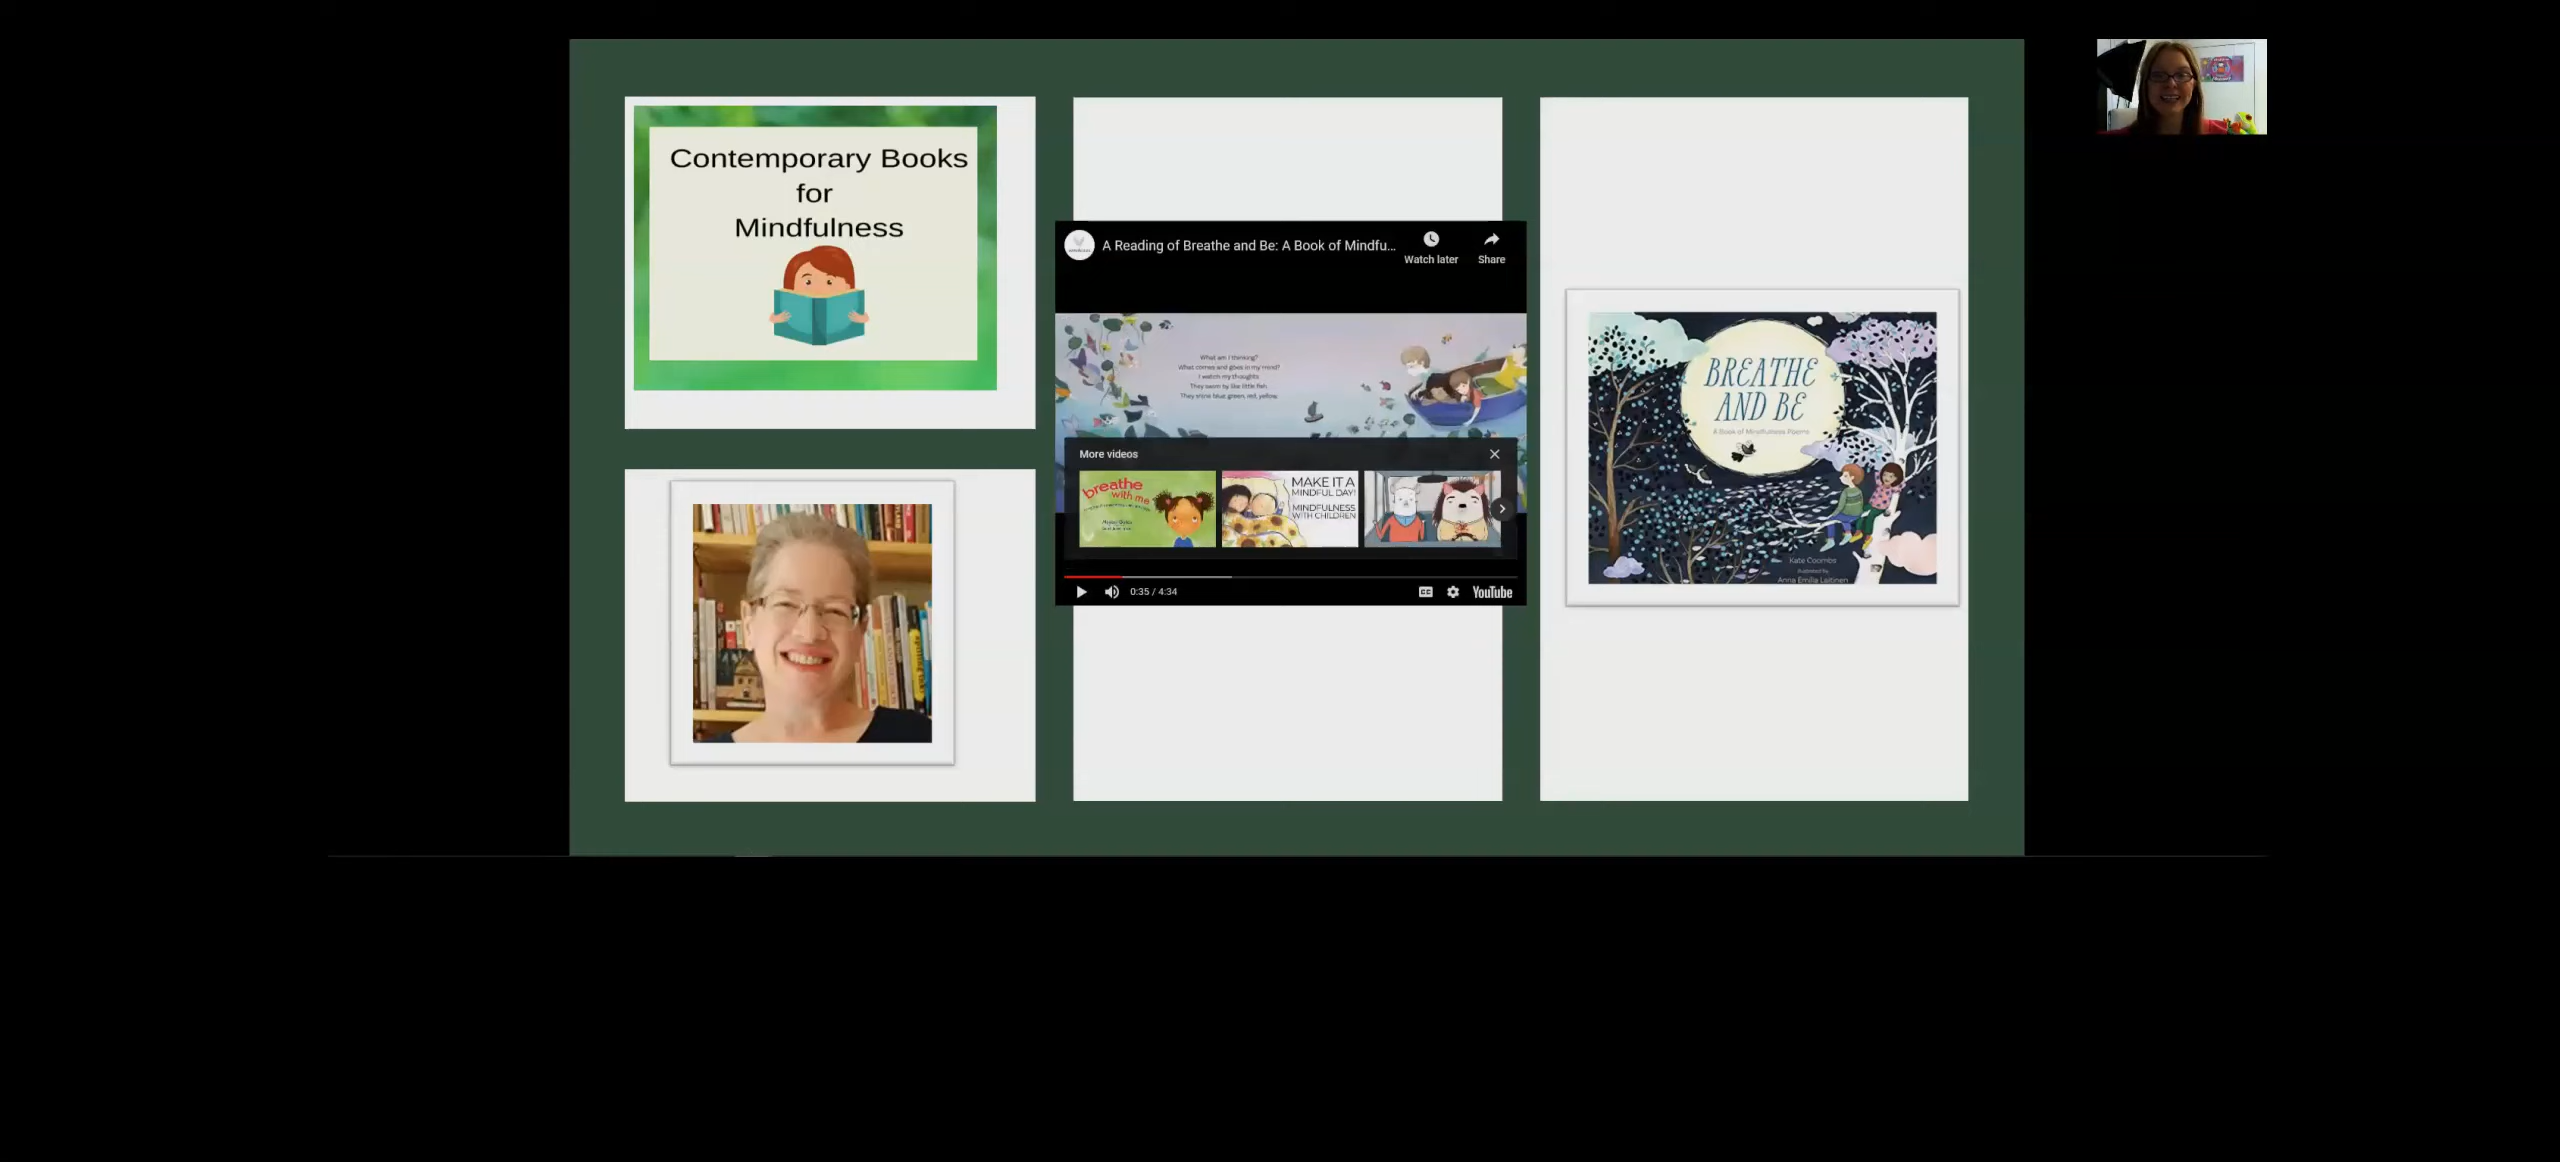 Contemporary Books
for
Mindfulness
A Reading of Breathe and Be: A Book of Mindfu...
Watch later
Share
What am I thinking?
What comes and goes in my mind?
I watch my thoughts.
They swim by like little fish.
They shine blue, green, red, yellow.
More videos
breathe
with me
MAKE IT A
MINDFUL DAY!
MINDFULNESS
WITH CHILDREN
0:35 / 4:34
CC
YouTube
BREATHE
AND BE
A Book of Mindfulness Poems
Kate Coombs
illustrated by
Anna Emilia Laitinen